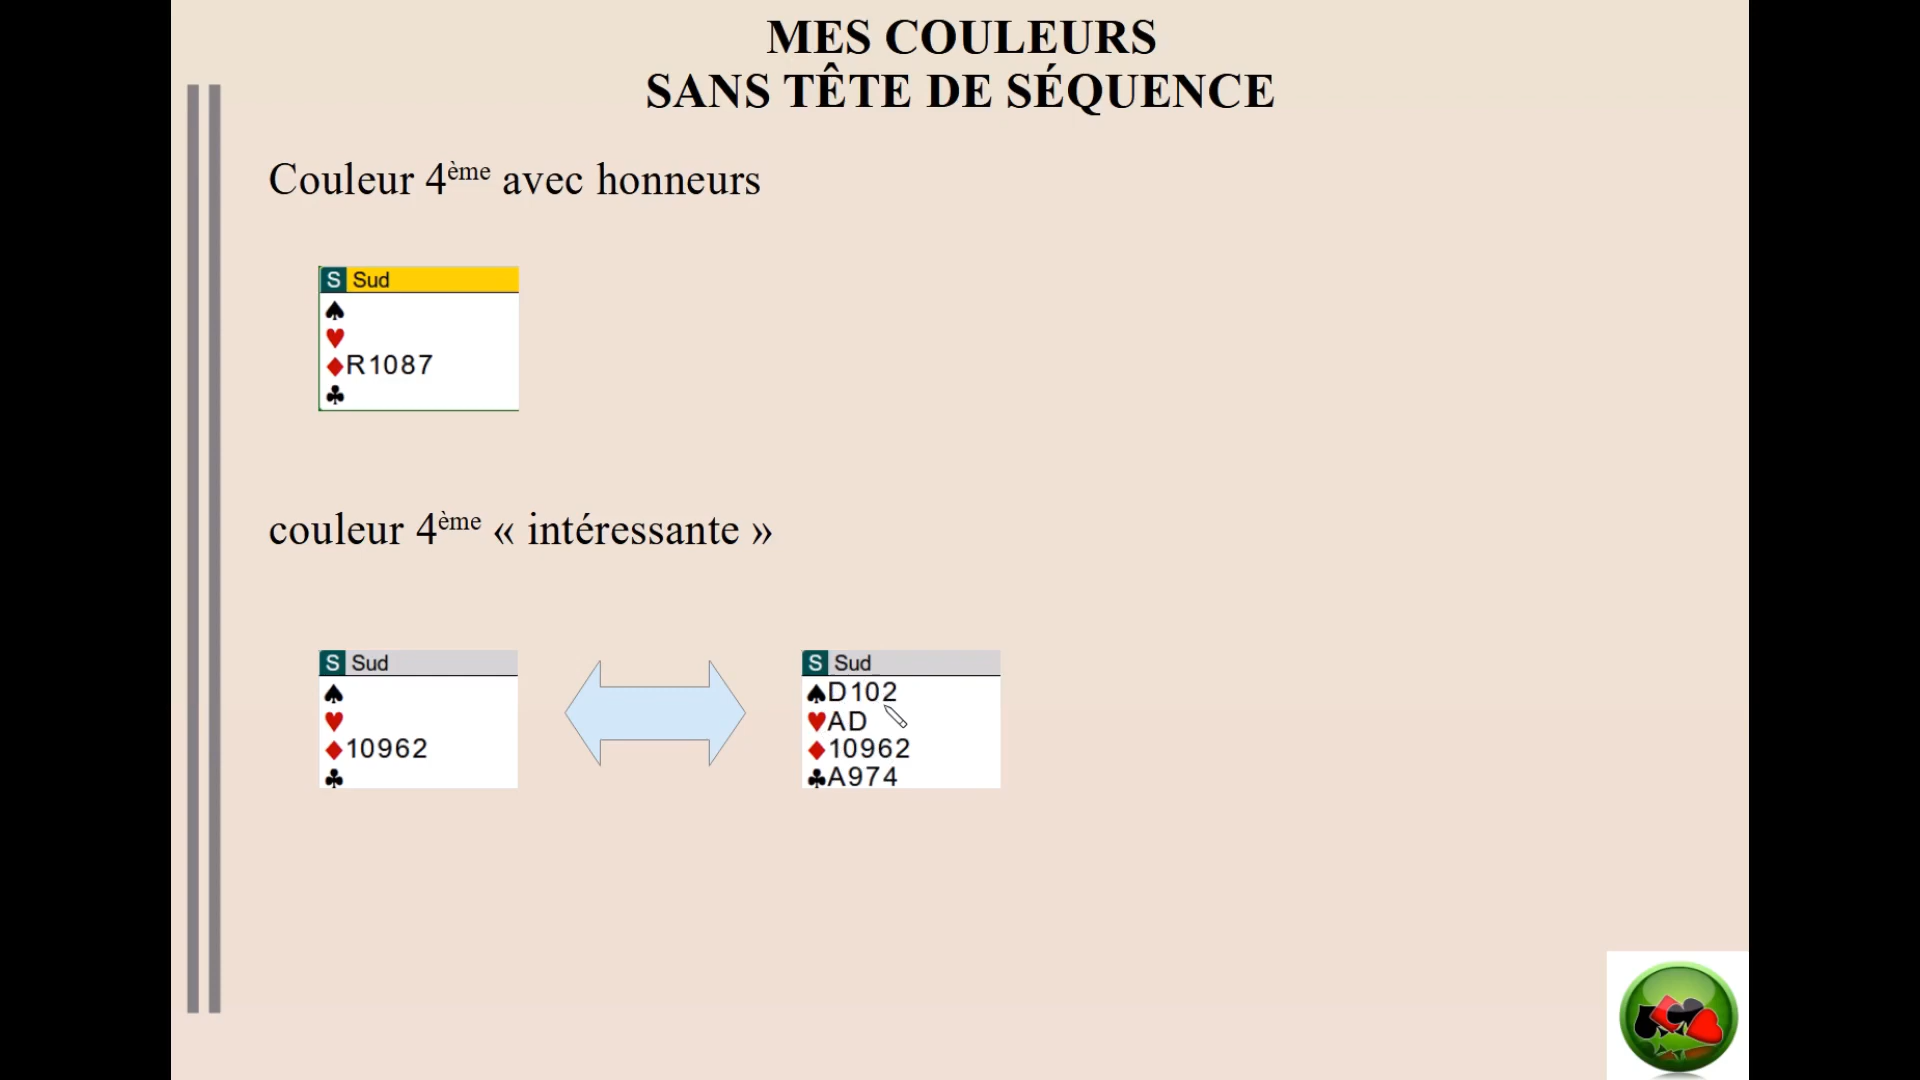 MES COULEURS
SANS TÊTE DE SÉQUENCE
Couleur 4ème avec honneurs
S Sud
♠
♥
♦R1087
♣
couleur 4ème « intéressante »
S Sud
♠
♥
♦10962
♣
S Sud
♠D102
♥AD
♦10962
♣A974